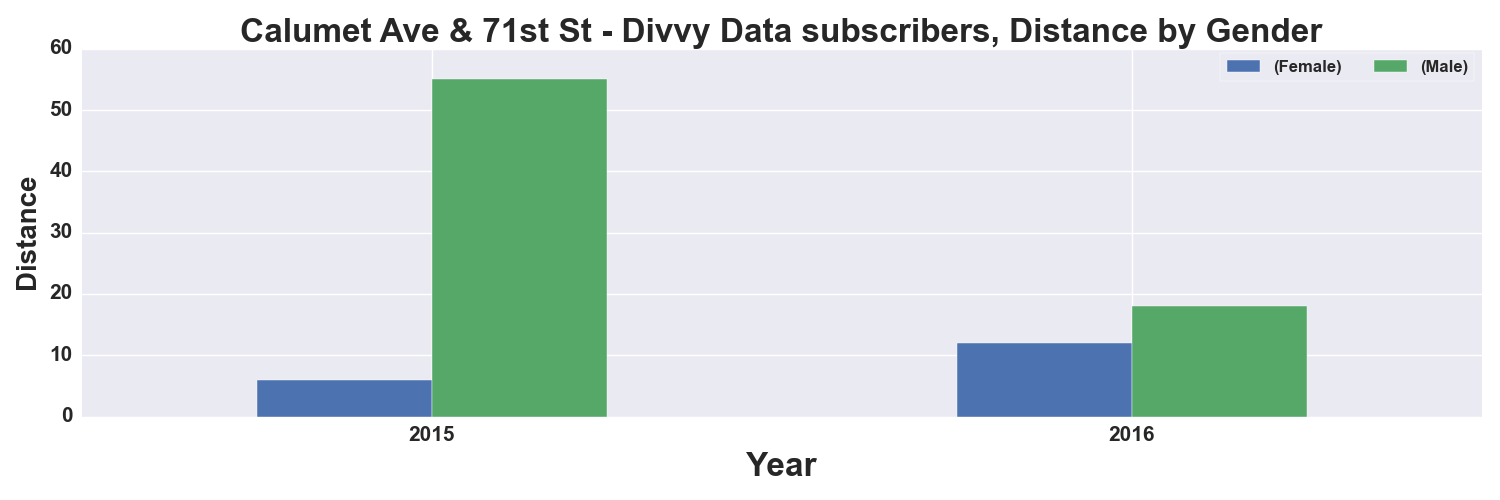 Calumet Ave & 71st St - Divvy Data subscribers, Distance by Gender
(Female) (Male)
60
50
40
30
20
10
0
Distance
2015 2016
Year